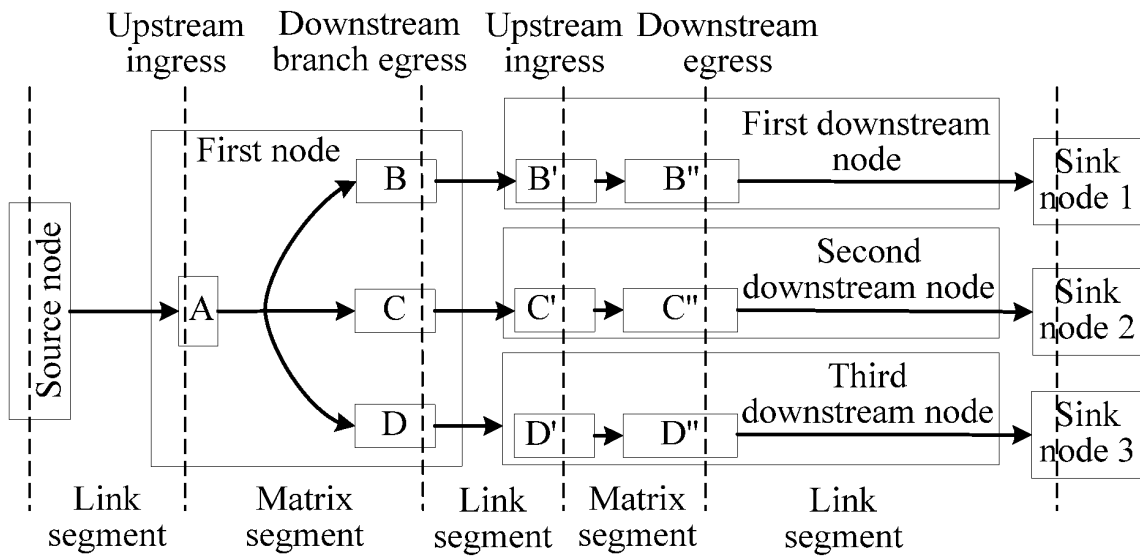 Upstream
ingress
Downstream
branch egress
Upstream
ingress
Downstream
egress
First node
First downstream
node
B
B'
B"
Sink
node 1
Source node
A
C
C'
C"
Second
downstream node
Sink
node 2
D
D'
D"
Third
downstream node
Sink
node 3
Link
segment
Matrix
segment
Link
segment
Matrix
segment
Link
segment